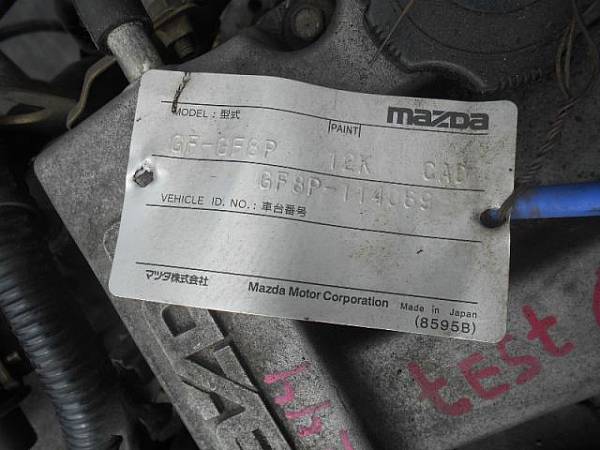 mazda
MODEL : 型式
PAINT
GF-GF8P 12K CAD
GF8P-114069
VEHICLE ID. NO. : 車台番号
マツダ株式会社
Mazda Motor Corporation
Made in Japan
(8595B)
test